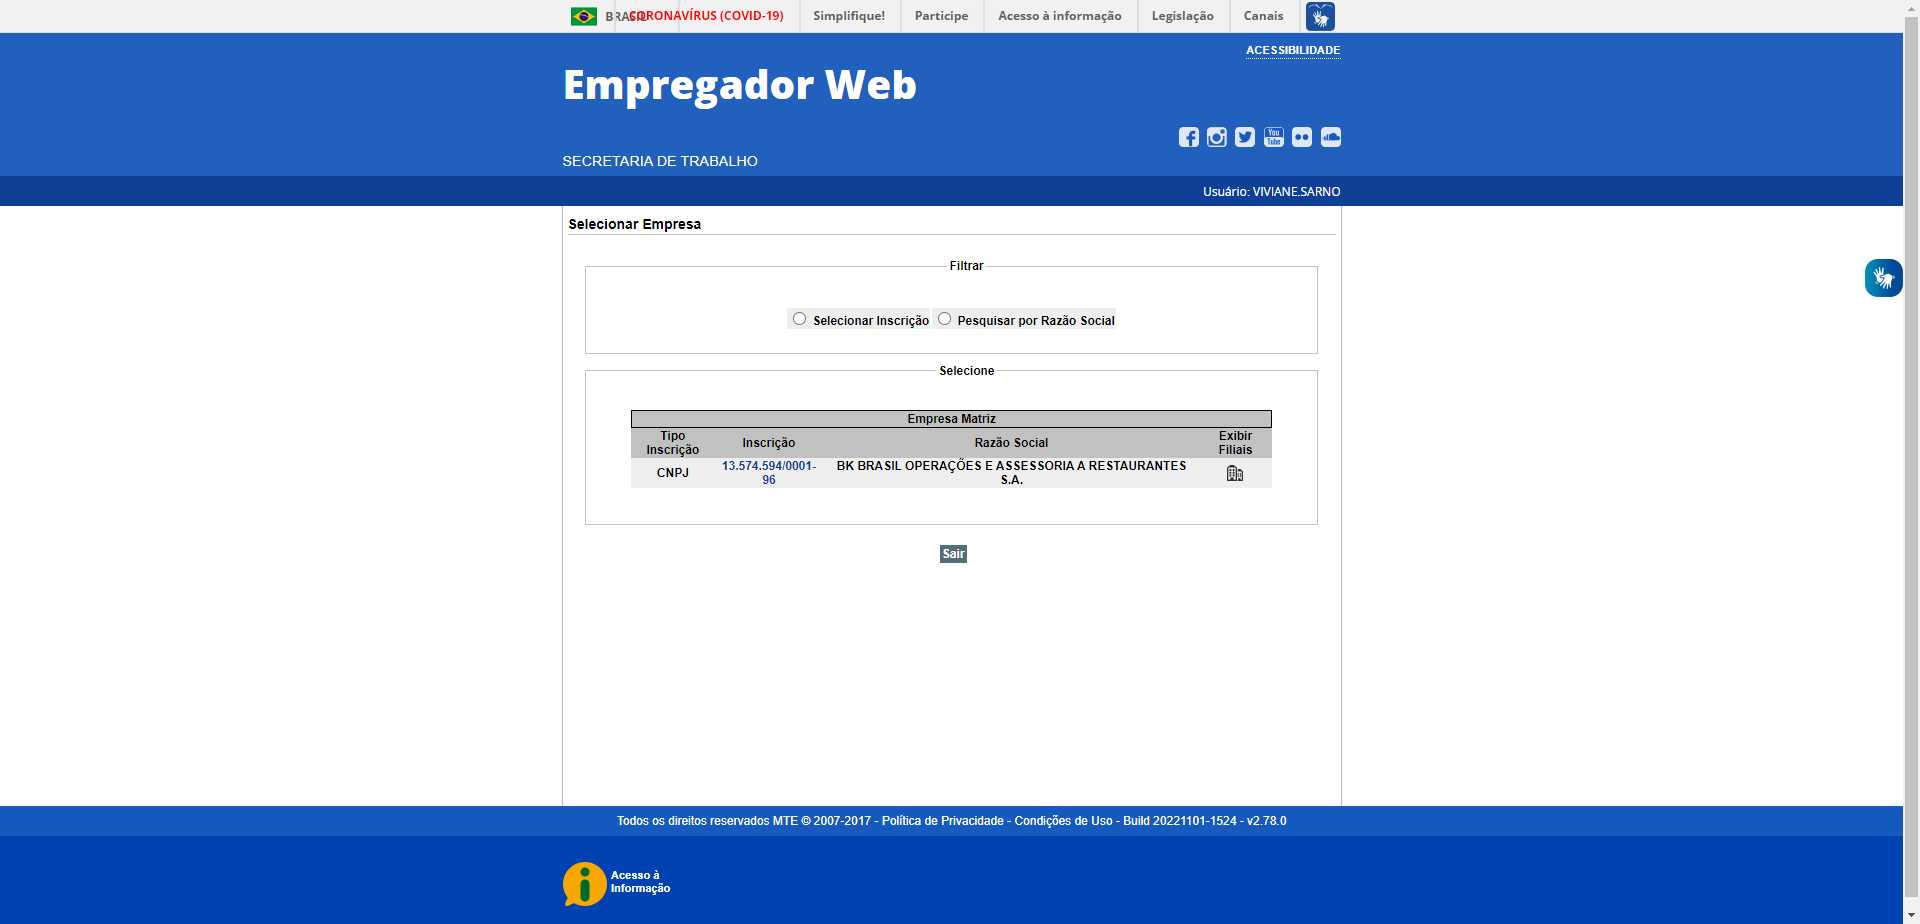 BRASIL
CORONAVÍRUS (COVID-19)
Simplifique!
Participe
Acesso à informação
Legislação
Canais
ACESSIBILIDADE
Empregador Web
You
Tube
SECRETARIA DE TRABALHO
Usuário: VIVIANE.SARNO
Selecionar Empresa
Filtrar
Selecionar Inscrição Pesquisar por Razão Social
Selecione
Empresa Matriz
Tipo Inscrição Inscrição Razão Social Exibir Filiais
CNPJ 13.574.594/0001-96 BK BRASIL OPERAÇÕES E ASSESSORIA A RESTAURANTES S.A.
Sair
Todos os direitos reservados MTE © 2007-2017 - Política de Privacidade - Condições de Uso - Build 20221101-1524 - v2.78.0
Acesso à
Informação